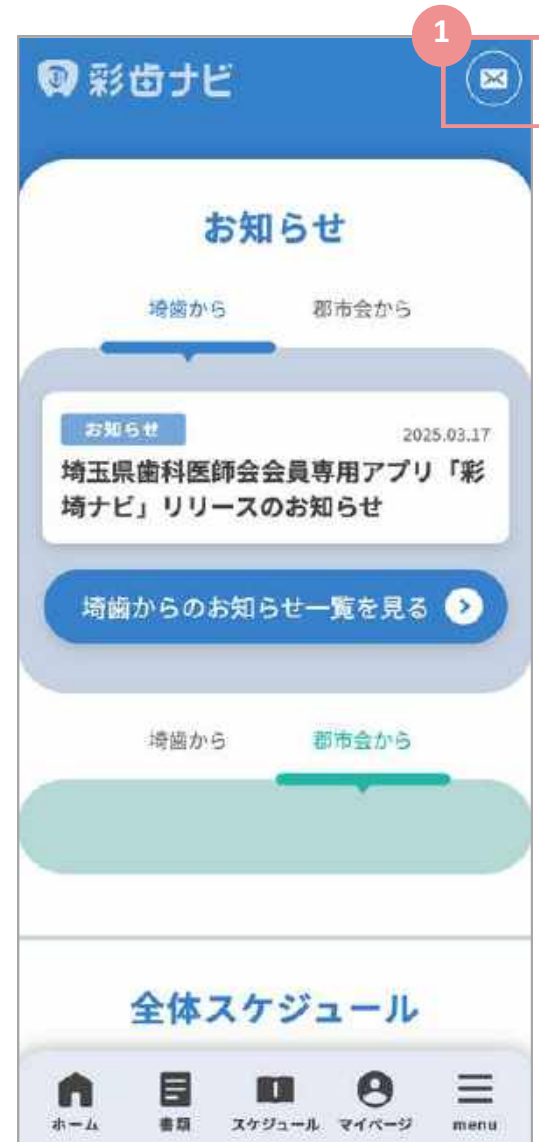 1
彩歯ナビ
お知らせ
埼歯から 郡市会から
お知らせ 2025.03.17
埼玉県歯科医師会会員専用アプリ「彩
埼ナビ」リリースのお知らせ
埼歯からのお知らせ一覧を見る
埼歯から 郡市会から
全体スケジュール
ホーム 書類 スケジュール マイページ menu